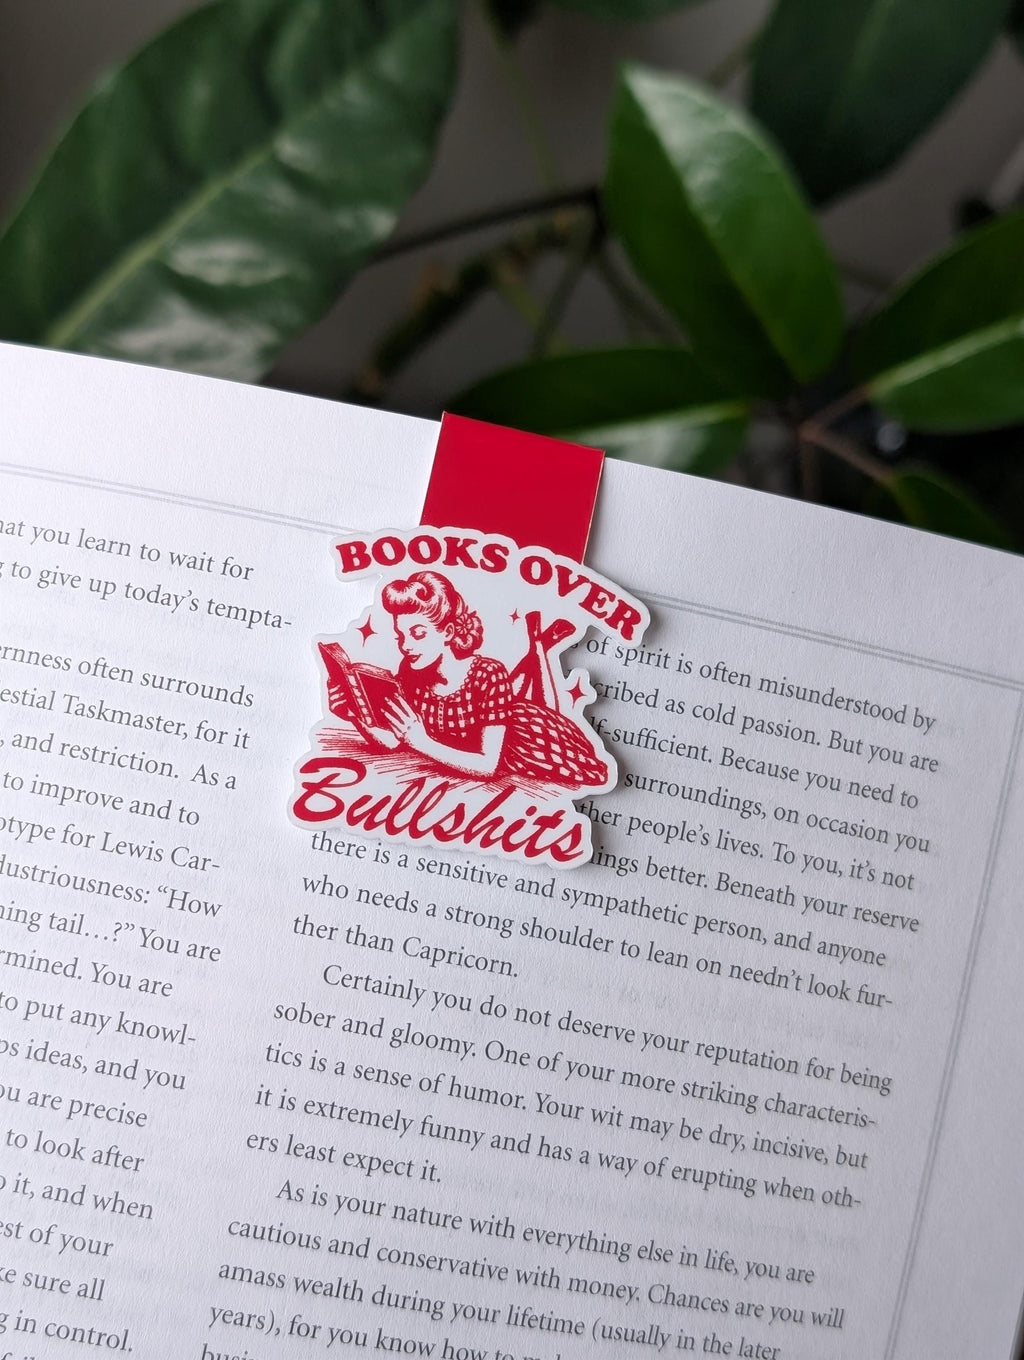 BOOKS OVER
Bullshits
hat you learn to wait for
to give up today's tempta-
ernness often surrounds
estial Taskmaster, for it
, and restriction. As a
to improve and to
otype for Lewis Car-
dustriousness: "How
ning tail…?" You are
rmined. You are
to put any knowl-
ps ideas, and you
ou are precise
to look after
o it, and when
est of your
ke sure all
g in control.
of spirit is often misunderstood by
cribed as cold passion. But you are
lf-sufficient. Because you need to
surroundings, on occasion you
ther people's lives. To you, it's not
ings better. Beneath your reserve
there is a sensitive and sympathetic person, and anyone
who needs a strong shoulder to lean on needn't look fur-
ther than Capricorn.
Certainly you do not deserve your reputation for being
sober and gloomy. One of your more striking characteris-
tics is a sense of humor. Your wit may be dry, incisive, but
it is extremely funny and has a way of erupting when oth-
ers least expect it.
As is your nature with everything else in life, you are
cautious and conservative with money. Chances are you will
amass wealth during your lifetime (usually in the later
years), for you know how to